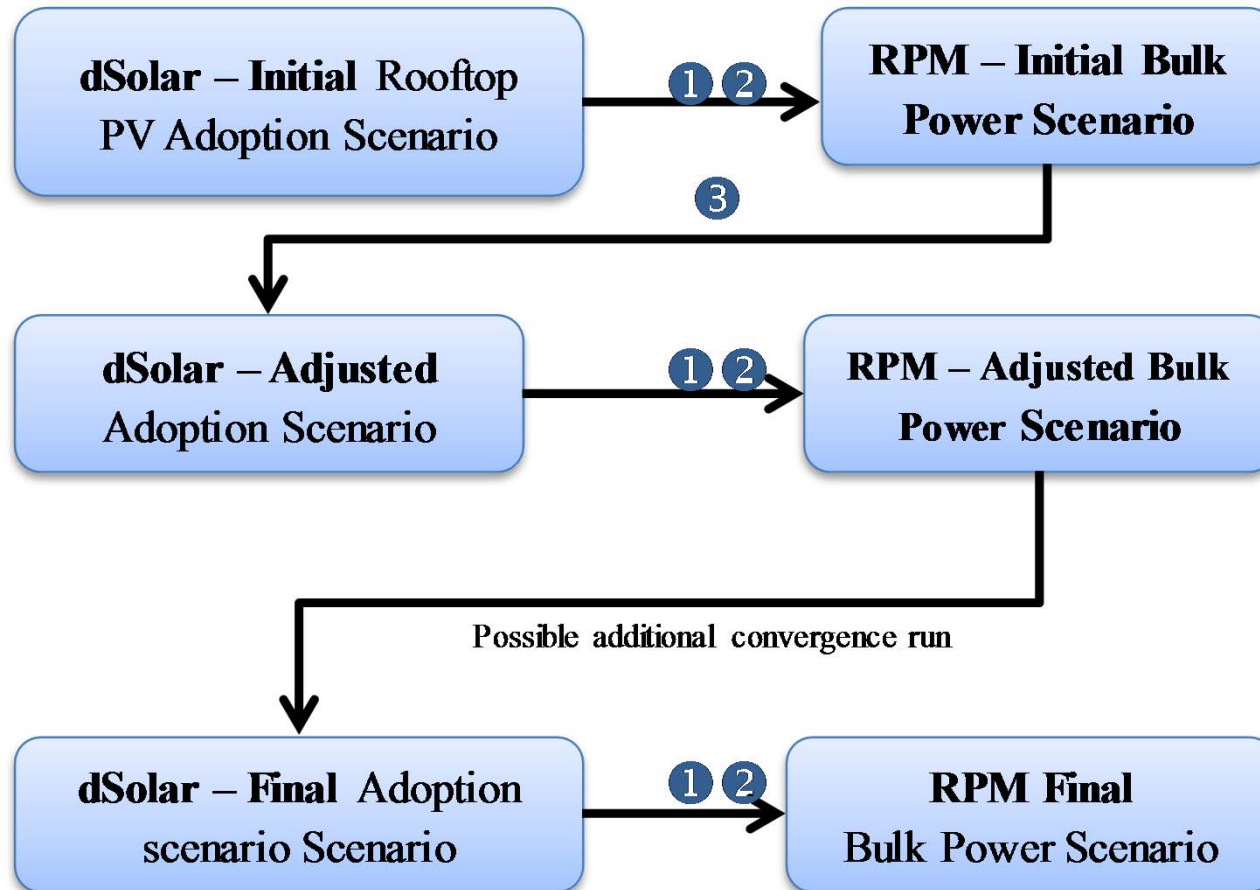 dSolar – Initial Rooftop
PV Adoption Scenario
1 2
RPM – Initial Bulk
Power Scenario
3
dSolar – Adjusted
Adoption Scenario
1 2
RPM – Adjusted Bulk
Power Scenario
Possible additional convergence run
dSolar – Final Adoption
scenario Scenario
1 2
RPM Final
Bulk Power Scenario